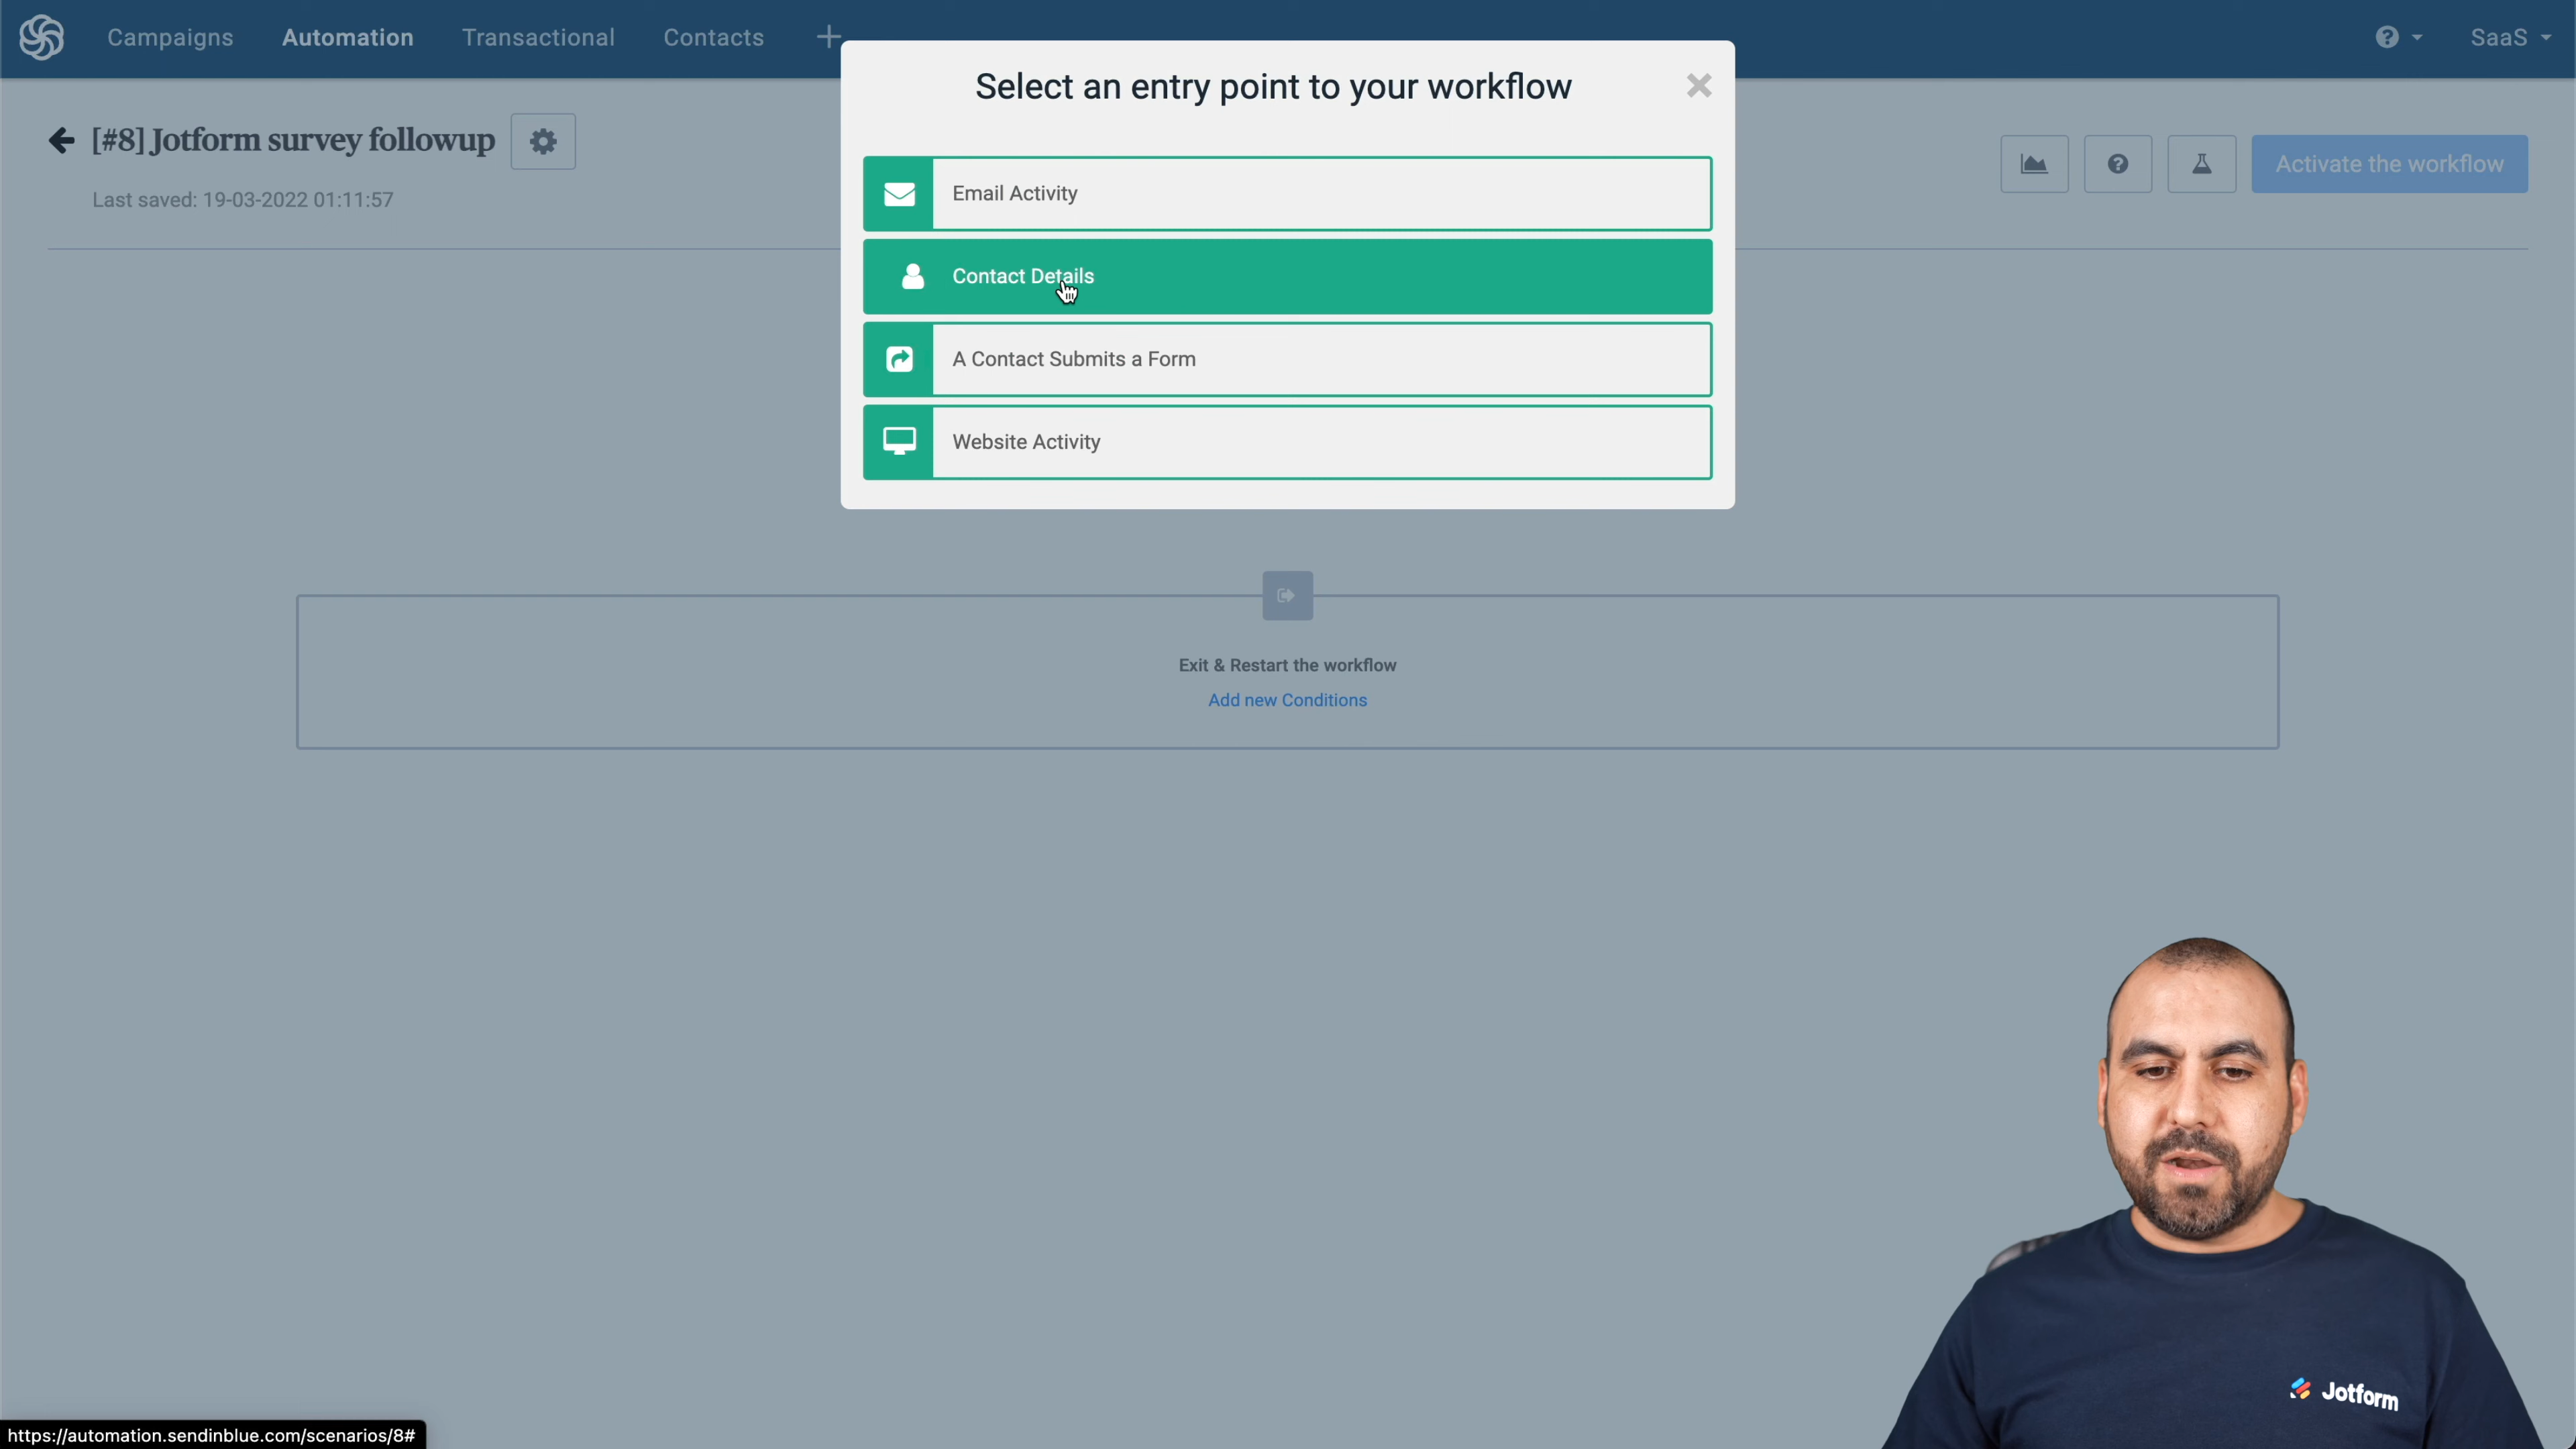 Campaigns Automation Transactional Contacts + SaaS
Select an entry point to your workflow
[#8] Jotform survey followup
Last saved: 19-03-2022 01:11:57
Activate the workflow
Email Activity
Contact Details
A Contact Submits a Form
Website Activity
Exit & Restart the workflow
Add new Conditions
Jotform
https://automation.sendinblue.com/scenarios/8#